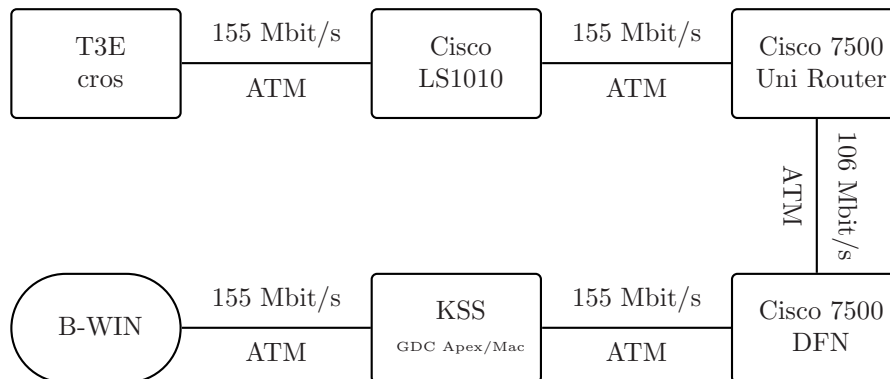 T3E
cros
155 Mbit/s
ATM
Cisco
LS1010
155 Mbit/s
ATM
Cisco 7500
Uni Router
106 Mbit/s
ATM
B-WIN
155 Mbit/s
ATM
KSS
GDC Apex/Mac
155 Mbit/s
ATM
Cisco 7500
DFN